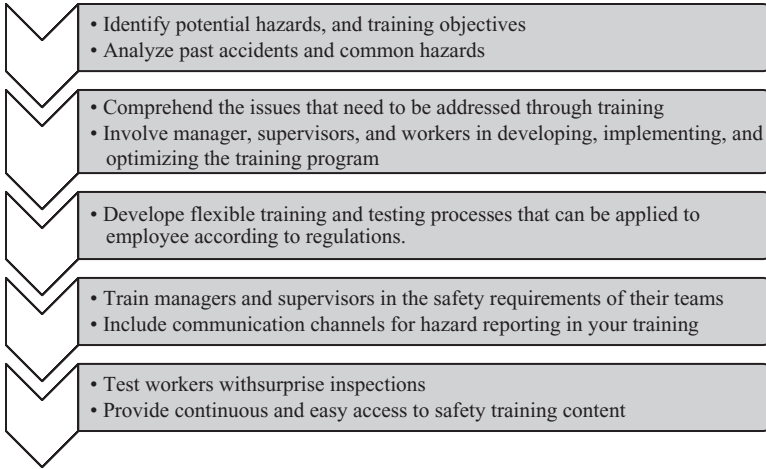 • Identify potential hazards, and training objectives
• Analyze past accidents and common hazards
• Comprehend the issues that need to be addressed through training
• Involve manager, supervisors, and workers in developing, implementing, and
optimizing the training program
• Develope flexible training and testing processes that can be applied to
employee according to regulations.
• Train managers and supervisors in the safety requirements of their teams
• Include communication channels for hazard reporting in your training
• Test workers withsurprise inspections
• Provide continuous and easy access to safety training content